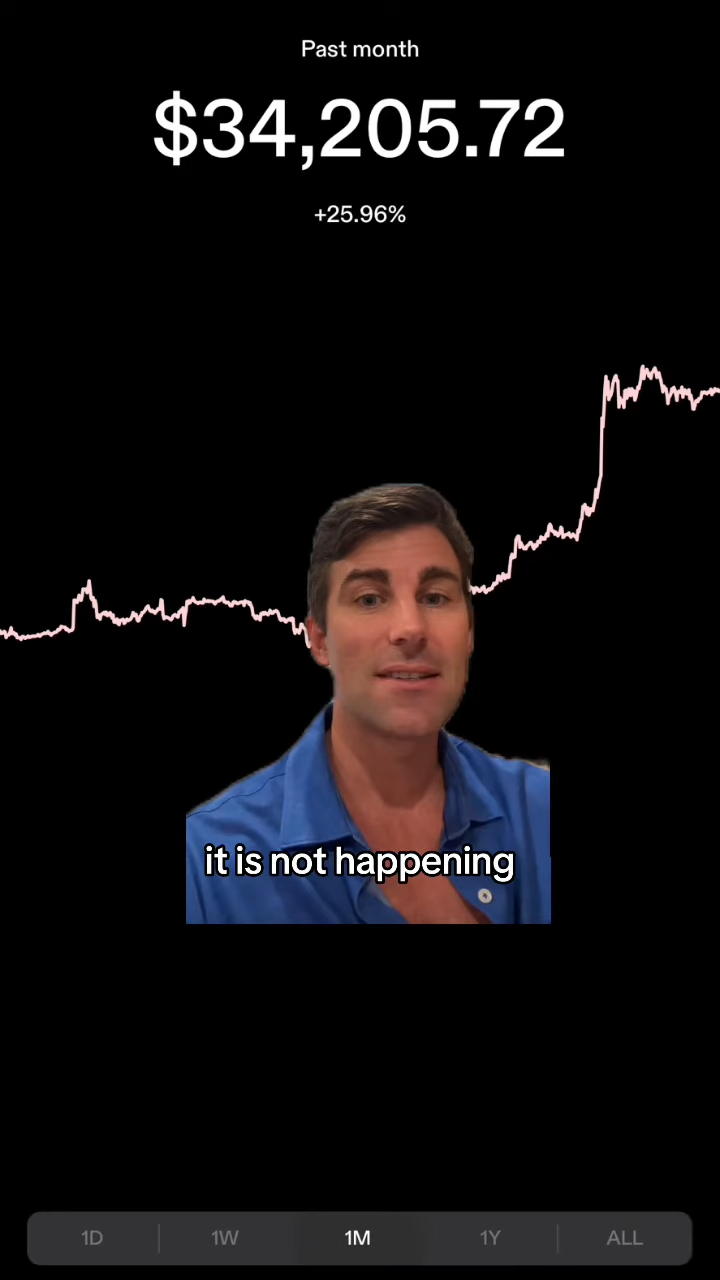 Past month
$34,205.72
+25.96%
it is not happening
1D 1W 1M 1Y ALL